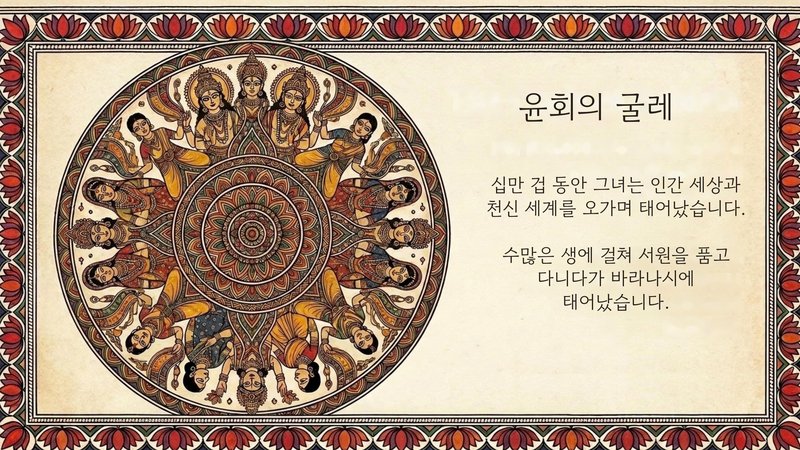 윤회의 굴레
십만 겁 동안 그녀는 인간 세상과
천신 세계를 오가며 태어났습니다.
수많은 생에 걸쳐 서원을 품고
다니다가 바라나시에
태어났습니다.